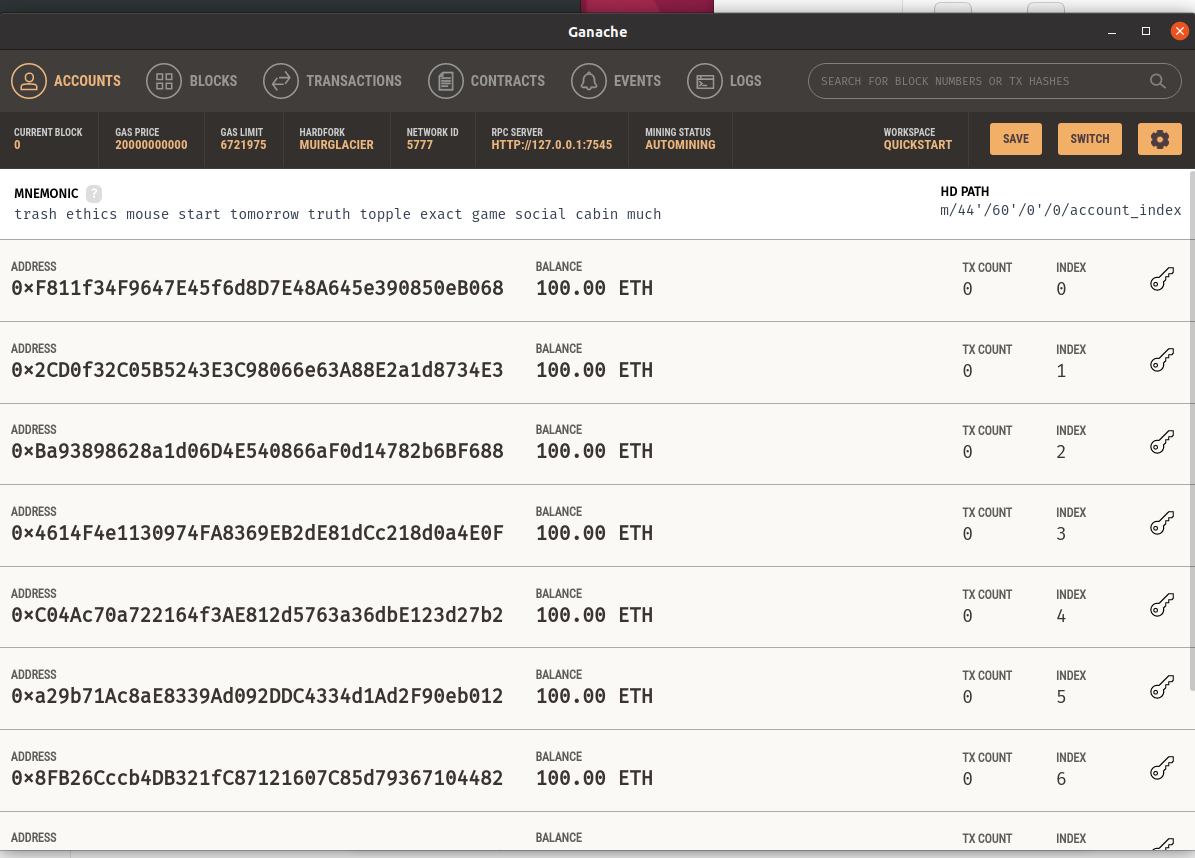 Ganache
ACCOUNTS BLOCKS TRANSACTIONS CONTRACTS EVENTS LOGS SEARCH FOR BLOCK NUMBERS OR TX HASHES
CURRENT BLOCK GAS PRICE GAS LIMIT HARDFORK NETWORK ID RPC SERVER MINING STATUS WORKSPACE
0 20000000000 6721975 MUIRGLACIER 5777 HTTP://127.0.0.1:7545 AUTOMINING QUICKSTART SAVE SWITCH
MNEMONIC ? HD PATH
trash ethics mouse start tomorrow truth topple exact game social cabin much m/44'/60'/0'/0/account_index
ADDRESS BALANCE TX COUNT INDEX
0×F811f34F9647E45f6d8D7E48A645e390850eB068 100.00 ETH 0 0
ADDRESS BALANCE TX COUNT INDEX
0×2CD0f32C05B5243E3C98066e63A88E2a1d8734E3 100.00 ETH 0 1
ADDRESS BALANCE TX COUNT INDEX
0×Ba93898628a1d06D4E540866aF0d14782b6BF688 100.00 ETH 0 2
ADDRESS BALANCE TX COUNT INDEX
0×4614F4e1130974FA8369EB2dE81dCc218d0a4E0F 100.00 ETH 0 3
ADDRESS BALANCE TX COUNT INDEX
0×C04Ac70a722164f3AE812d5763a36dbE123d27b2 100.00 ETH 0 4
ADDRESS BALANCE TX COUNT INDEX
0×a29b71Ac8aE8339Ad092DDC4334d1Ad2F90eb012 100.00 ETH 0 5
ADDRESS BALANCE TX COUNT INDEX
0×8FB26Cccb4DB321fC87121607C85d79367104482 100.00 ETH 0 6
ADDRESS BALANCE TX COUNT INDEX